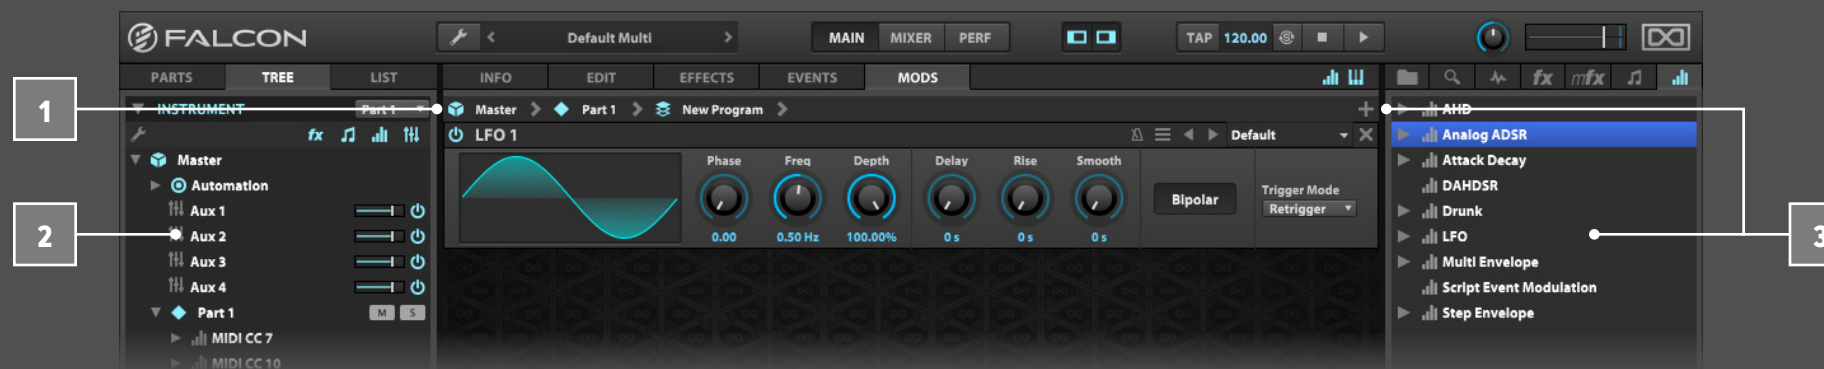 FALCON
Default Multi
MAIN MIXER PERF
TAP 120.00
PARTS TREE LIST
INFO EDIT EFFECTS EVENTS MODS
fx mfx
1
INSTRUMENT Part 1
Master Part 1 New Program
AHD
fx
LFO 1 Default
Analog ADSR
Master
Phase Freq Depth Delay Rise Smooth
Attack Decay
Automation
Bipolar
Trigger Mode
Retrigger
DAHDSR
Aux 1
Drunk
2
Aux 2
0.00 0.50 Hz 100.00% 0 s 0 s 0 s
LFO
3
Aux 3
Multi Envelope
Aux 4
Script Event Modulation
Part 1 M S
Step Envelope
MIDI CC 7
MIDI CC 10